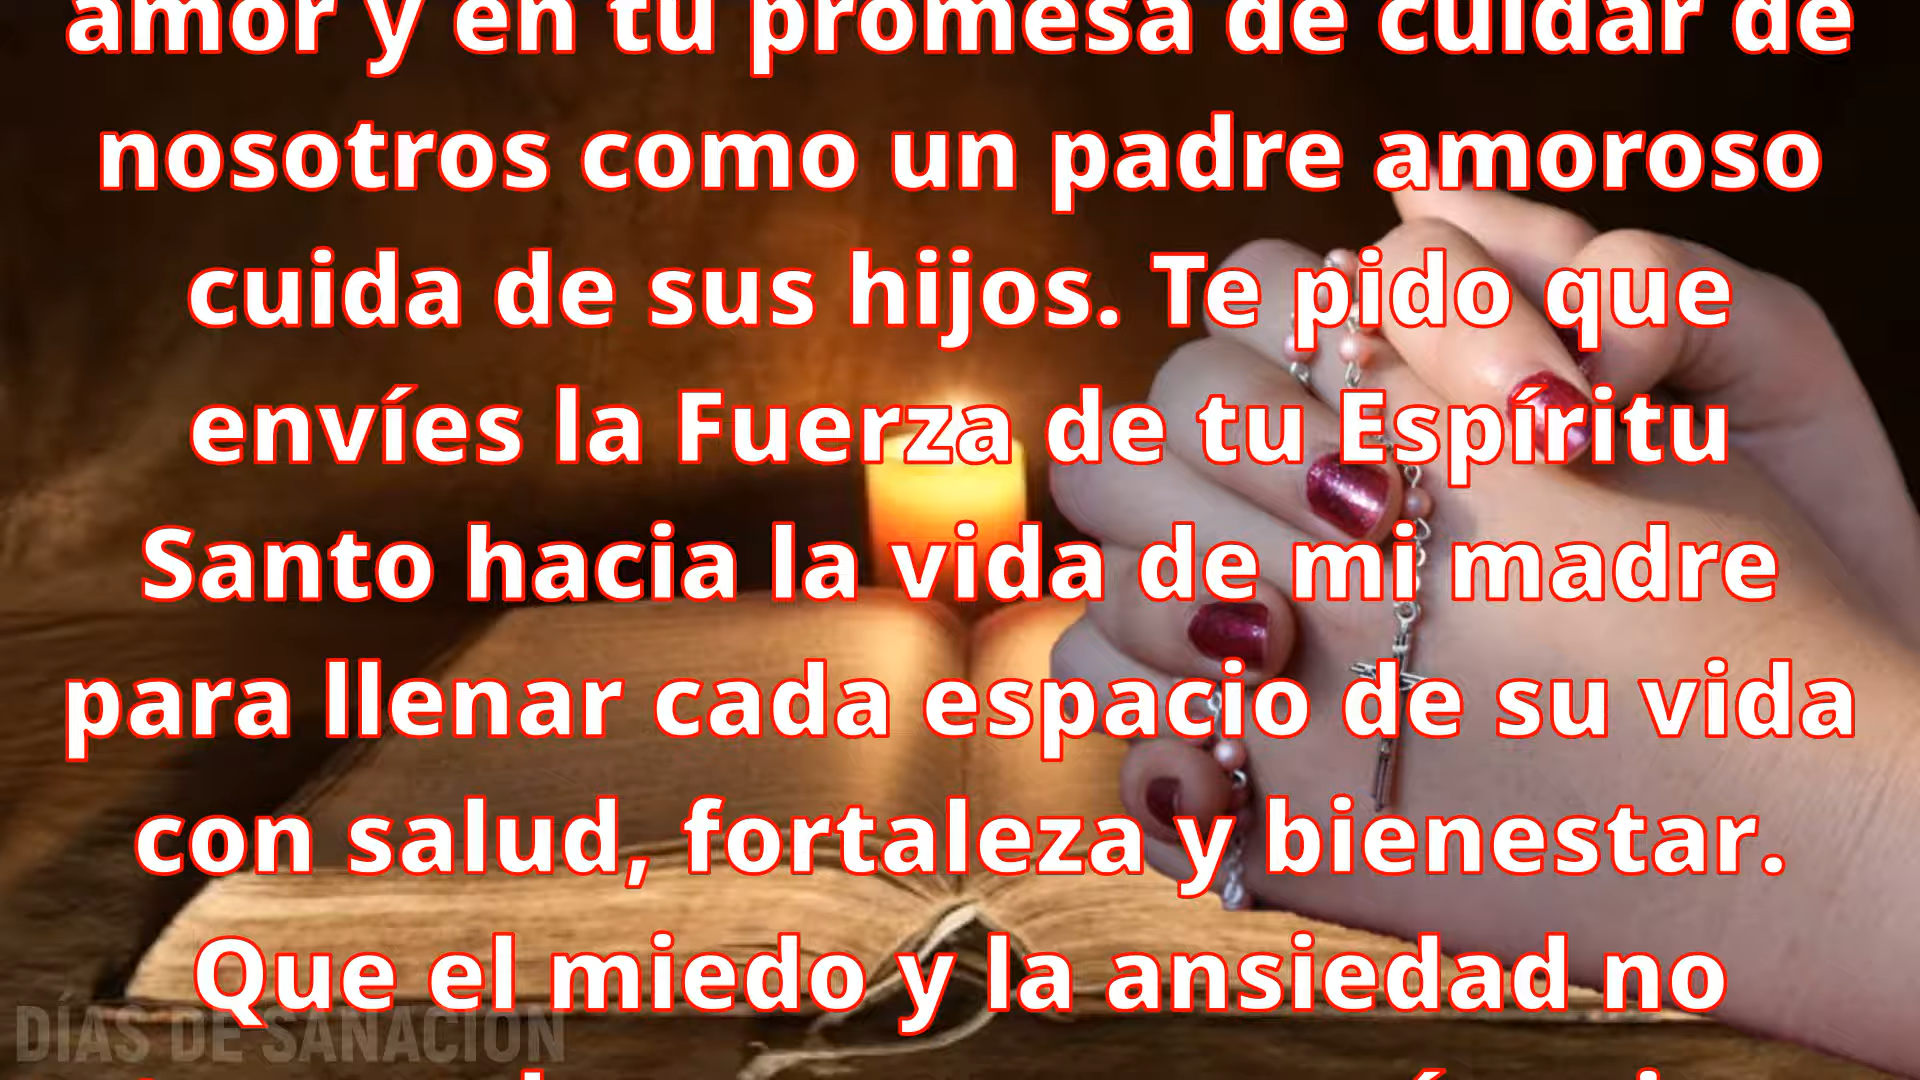 amor y en tu promesa de cuidar de
nosotros como un padre amoroso
cuida de sus hijos. Te pido que
envíes la Fuerza de tu Espíritu
Santo hacia la vida de mi madre
para llenar cada espacio de su vida
con salud, fortaleza y bienestar.
Que el miedo y la ansiedad no
DÍAS DE SANACIÓN